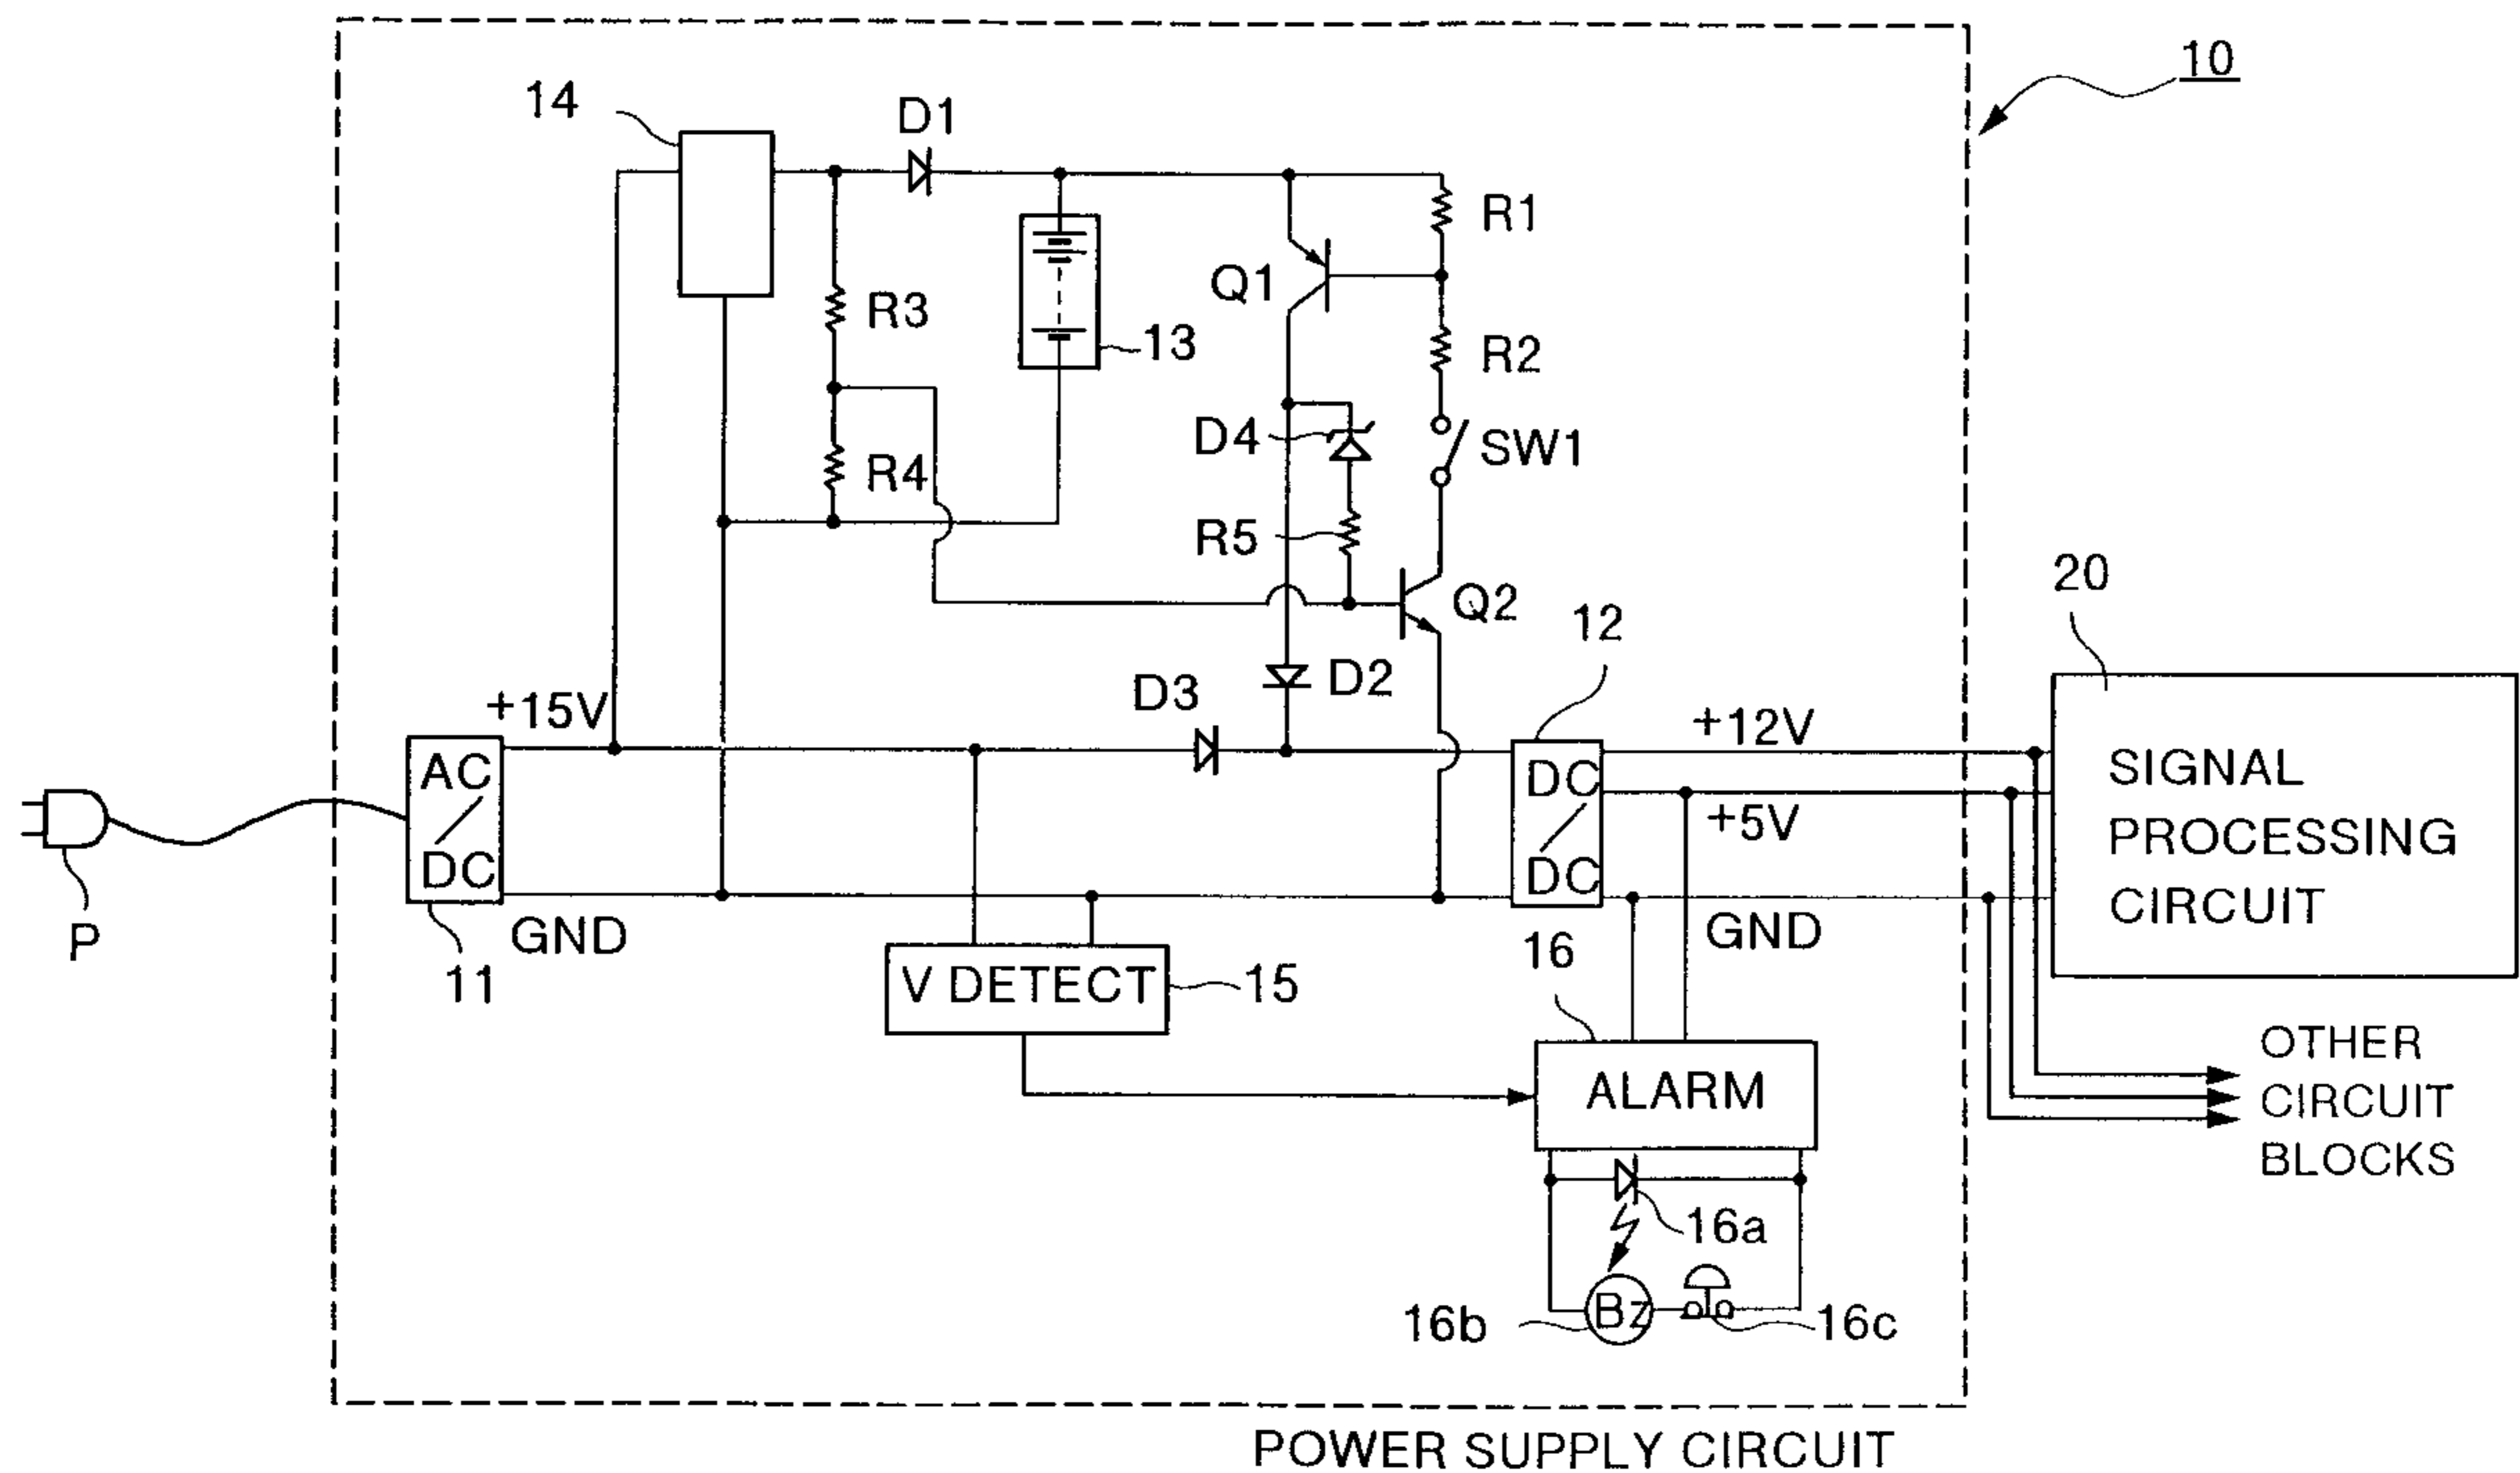 10
14
D1
R1
Q1
R3
13
R2
D4
SW1
R4
R5
20
Q2
12
D3
D2
+15V
+12V
AC
DC
SIGNAL
+5V
PROCESSING
DC
DC
CIRCUIT
P
GND
GND
11
16
V DETECT
15
OTHER
ALARM
CIRCUIT
BLOCKS
16a
16b
Bz
16c
POWER SUPPLY CIRCUIT